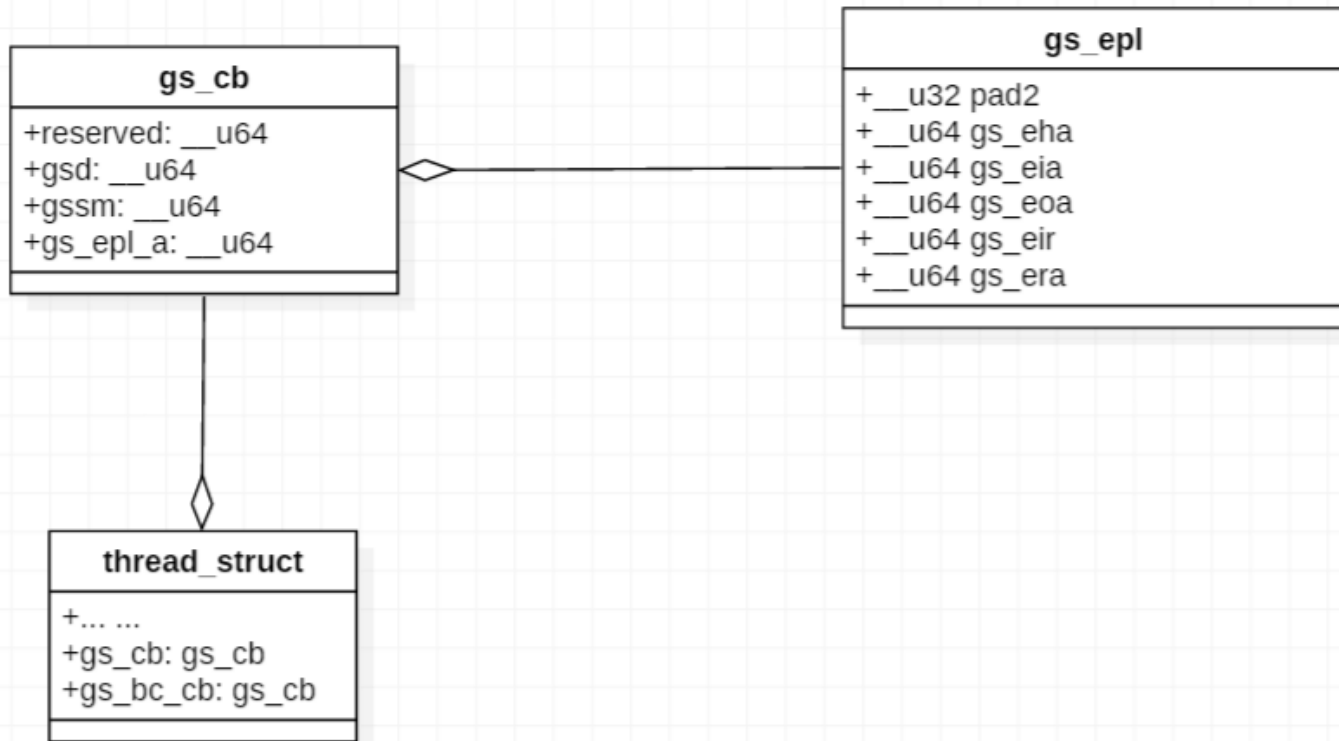 gs_cb
+reserved: __u64
+gsd: __u64
+gssm: __u64
+gs_epl_a: __u64
gs_epl
+__u32 pad2
+__u64 gs_eha
+__u64 gs_eia
+__u64 gs_eoa
+__u64 gs_eir
+__u64 gs_era
thread_struct
+... ...
+gs_cb: gs_cb
+gs_bc_cb: gs_cb